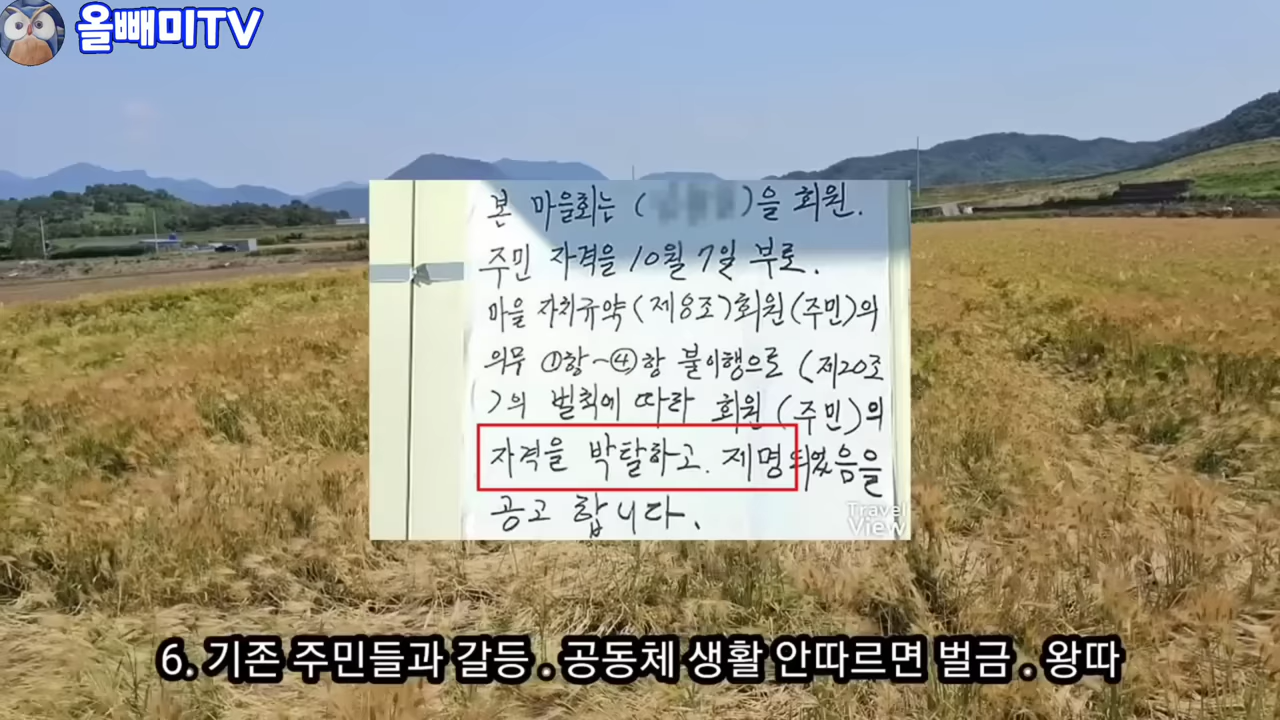 올빼미TV
본 마을회는 ( )을 회원.
주민 자격을 10월 7일 부로.
마을 자치규약(제8조)회원(주민)의
의무 ①항~④항 불이행으로 (제20조
)의 벌칙에 따라 회원(주민)의
자격을 박탈하고. 제명되었음을
공고 합니다.
Travel
View
6. 기존 주민들과 갈등 . 공동체 생활 안따르면 벌금 . 왕따